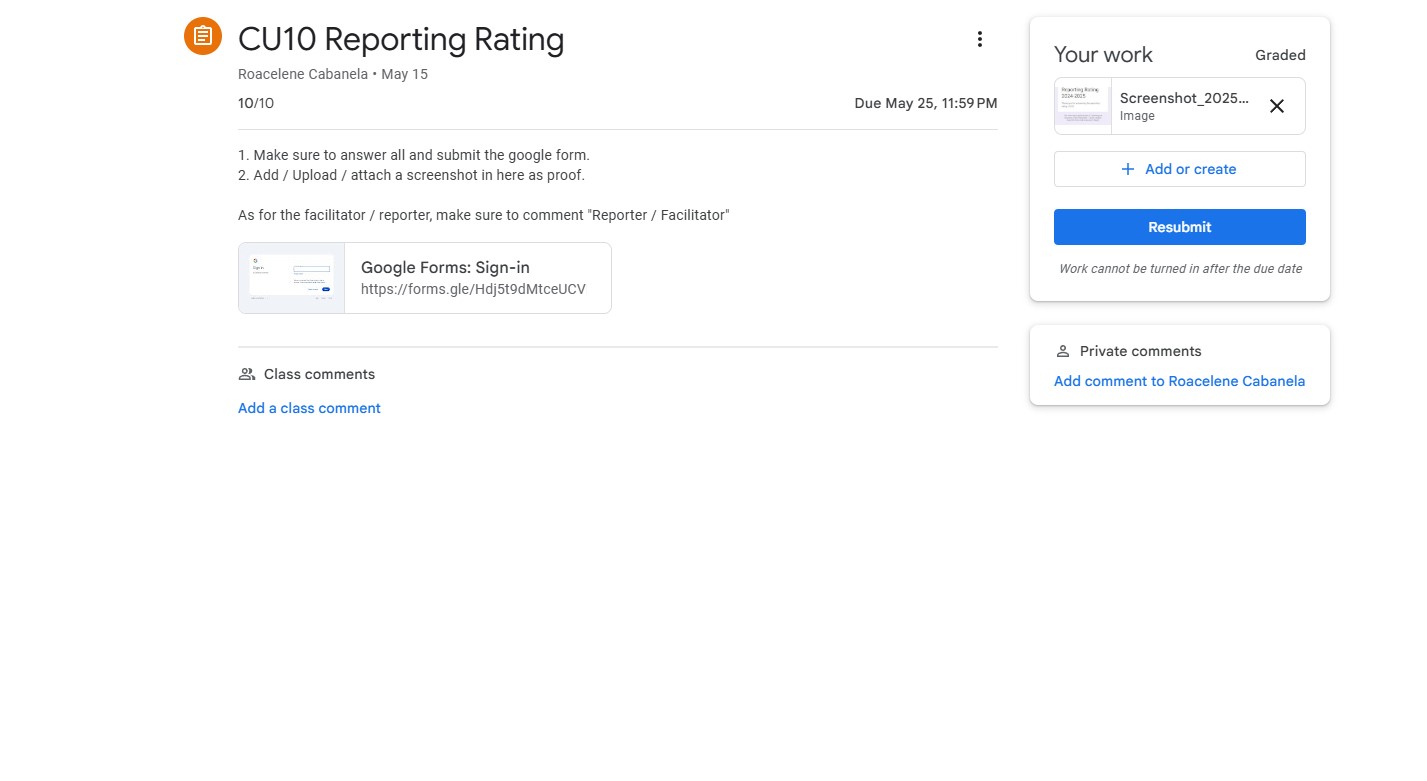 CU10 Reporting Rating
Roacelene Cabanela • May 15
10/10
Due May 25, 11:59 PM
1. Make sure to answer all and submit the google form.
2. Add / Upload / attach a screenshot in here as proof.
As for the facilitator / reporter, make sure to comment "Reporter / Facilitator"
Google Forms: Sign-in
https://forms.gle/Hdj5t9dMtceUCV
Class comments
Add a class comment
Your work
Graded
Reporting Rating
2024-2025
Screenshot_2025...
Image
Add or create
Resubmit
Work cannot be turned in after the due date
Private comments
Add comment to Roacelene Cabanela